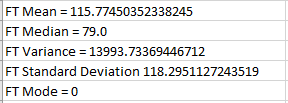 FT Mean = 115.77450352338245
FT Median = 79.0
FT Variance = 13993.73369446712
FT Standard Deviation 118.2951127243519
FT Mode = 0